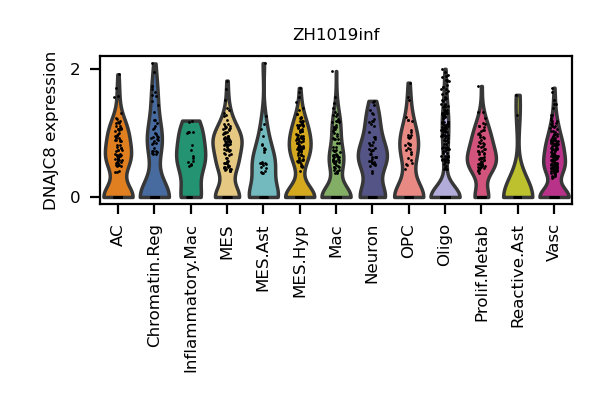 ZH1019inf
DNAJC8 expression
2
0
AC
Chromatin.Reg
Inflammatory.Mac
MES
MES.Ast
MES.Hyp
Mac
Neuron
OPC
Oligo
Prolif.Metab
Reactive.Ast
Vasc